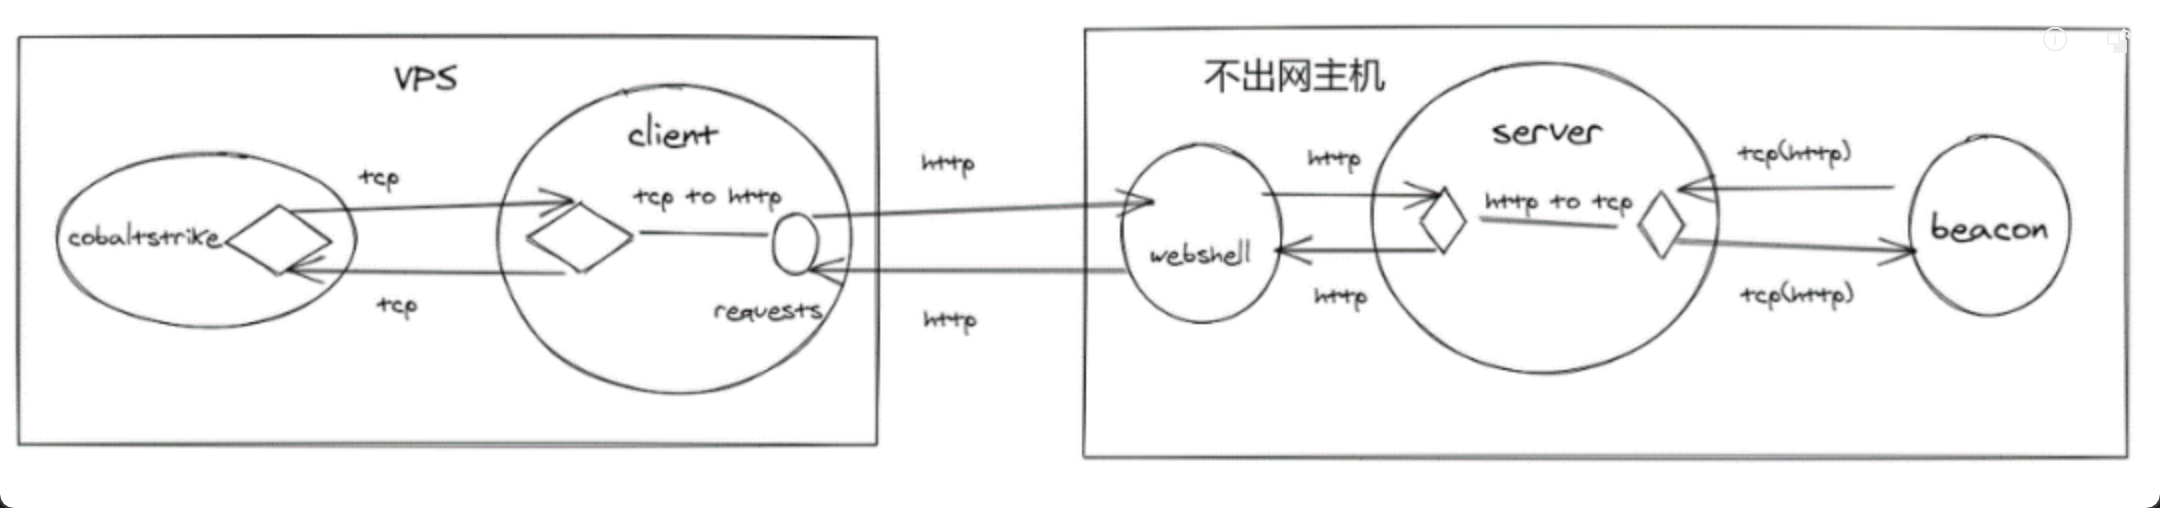 VPS
cobaltstrike
tcp
tcp
client
tcp to http
requests
http
http
不出网主机
webshell
http
http
server
http to tcp
tcp(http)
tcp(http)
beacon